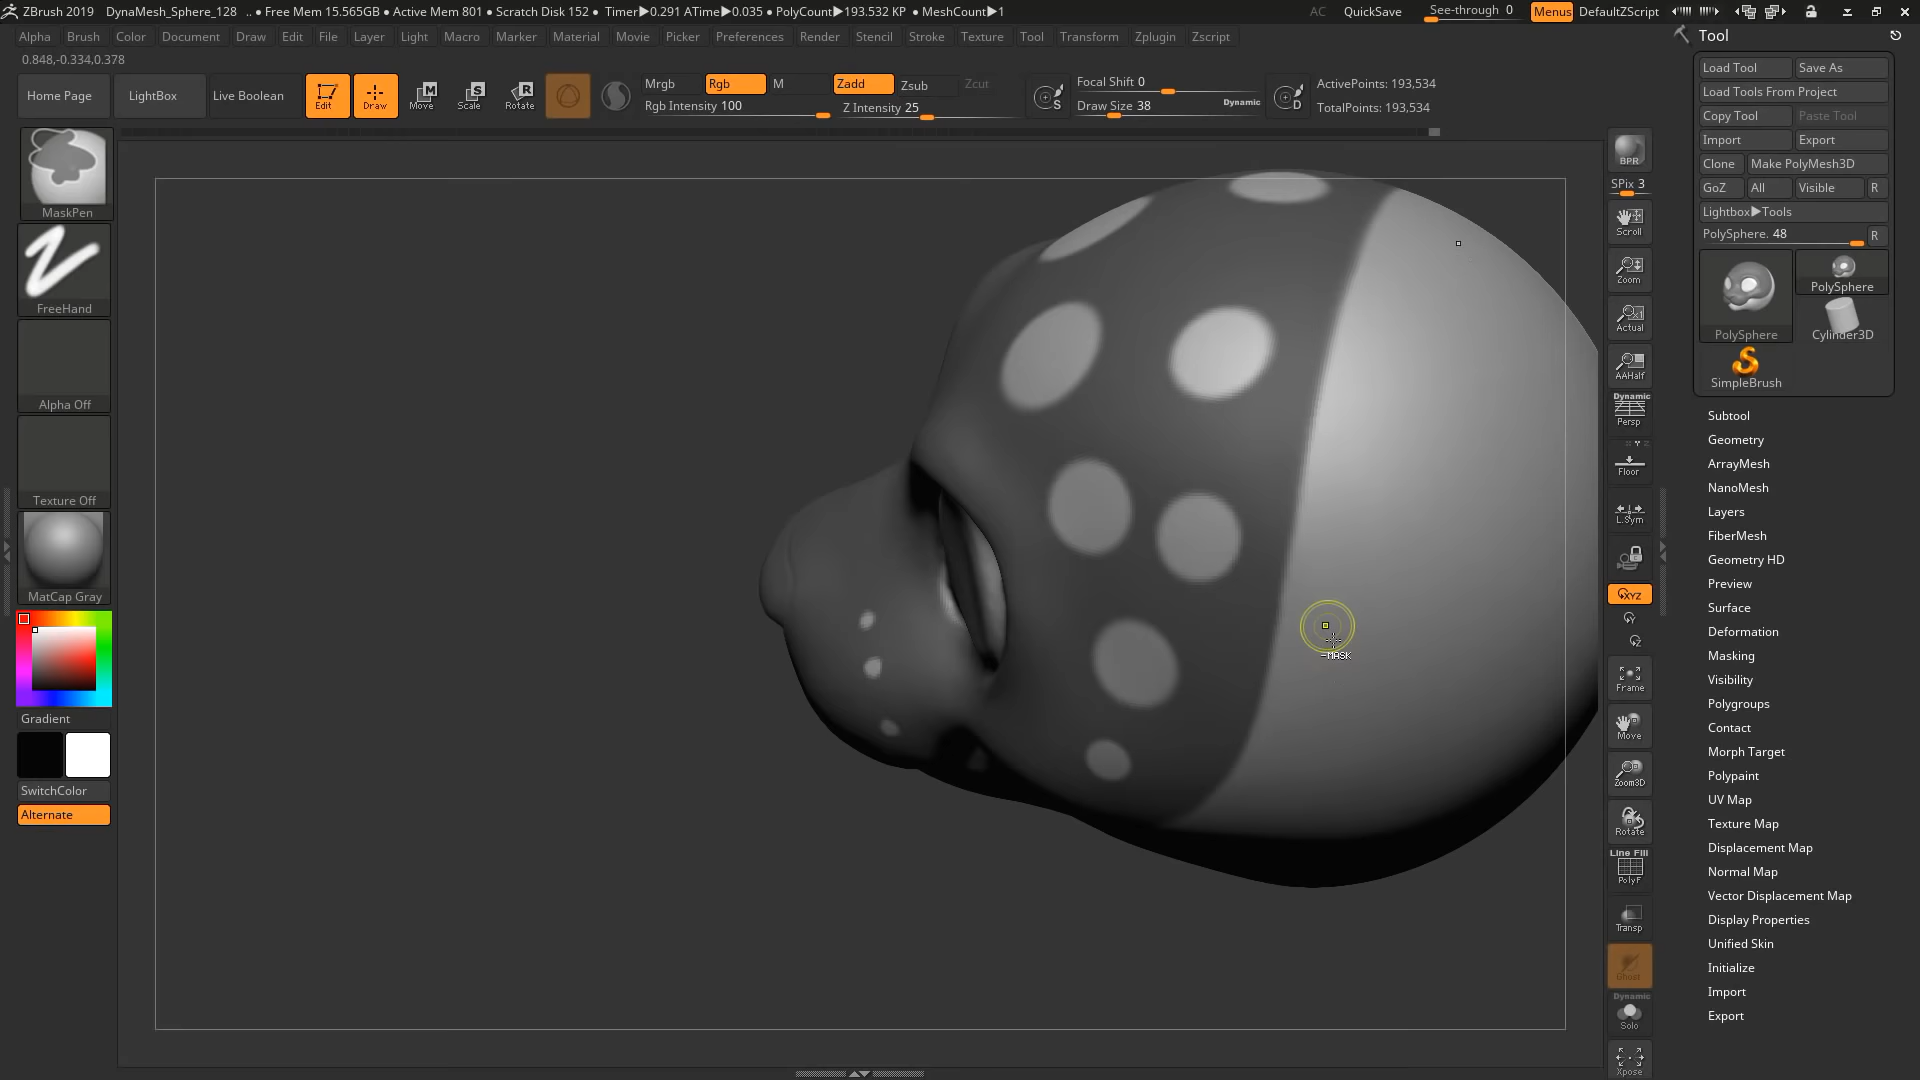 ZBrush 2019 DynaMesh_Sphere_128 .. • Free Mem 15.565GB • Active Mem 801 • Scratch Disk 152 • Timer▶0.291 ATime▶0.035 • PolyCount▶193.532 KP • MeshCount▶1 AC QuickSave See-through 0 Menus DefaultZScript
Alpha Brush Color Document Draw Edit File Layer Light Macro Marker Material Movie Picker Preferences Render Stencil Stroke Texture Tool Transform Zplugin Zscript
Tool
0.848,-0.334,0.378
Home Page LightBox Live Boolean Edit Draw Move Scale Rotate
Mrgb Rgb M Zadd Zsub Zcut
Rgb Intensity 100 Z Intensity 25
S Focal Shift 0
Draw Size 38 Dynamic
D ActivePoints: 193,534
TotalPoints: 193,534
MaskPen
FreeHand
Alpha Off
Texture Off
MatCap Gray
Gradient
SwitchColor
Alternate
-MASK
BPR
SPix 3
Scroll
Zoom
Actual
AAHalf
Dynamic
Persp
Floor
L.Sym
XYZ
Y
Z
Frame
Move
Zoom3D
Rotate
Line Fill
PolyF
Transp
Ghost
Dynamic
Solo
Xpose
Load Tool Save As
Load Tools From Project
Copy Tool Paste Tool
Import Export
Clone Make PolyMesh3D
GoZ All Visible R
Lightbox▶Tools
PolySphere. 48 R
PolySphere
PolySphere
Cylinder3D
SimpleBrush
Subtool
Geometry
ArrayMesh
NanoMesh
Layers
FiberMesh
Geometry HD
Preview
Surface
Deformation
Masking
Visibility
Polygroups
Contact
Morph Target
Polypaint
UV Map
Texture Map
Displacement Map
Normal Map
Vector Displacement Map
Display Properties
Unified Skin
Initialize
Import
Export